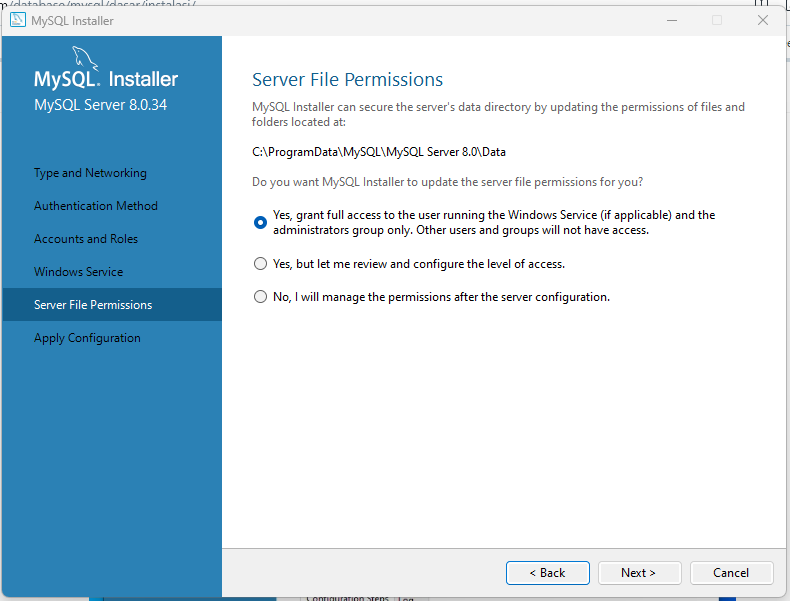 m/database/mysql/dasar/instalasi/
MySQL Installer
MySQL. Installer
MySQL Server 8.0.34
Type and Networking
Authentication Method
Accounts and Roles
Windows Service
Server File Permissions
Apply Configuration
Server File Permissions
MySQL Installer can secure the server's data directory by updating the permissions of files and
folders located at:
C:\ProgramData\MySQL\MySQL Server 8.0\Data
Do you want MySQL Installer to update the server file permissions for you?
Yes, grant full access to the user running the Windows Service (if applicable) and the
administrators group only. Other users and groups will not have access.
Yes, but let me review and configure the level of access.
No, I will manage the permissions after the server configuration.
< Back
Next >
Cancel
Configuration Steps
Log